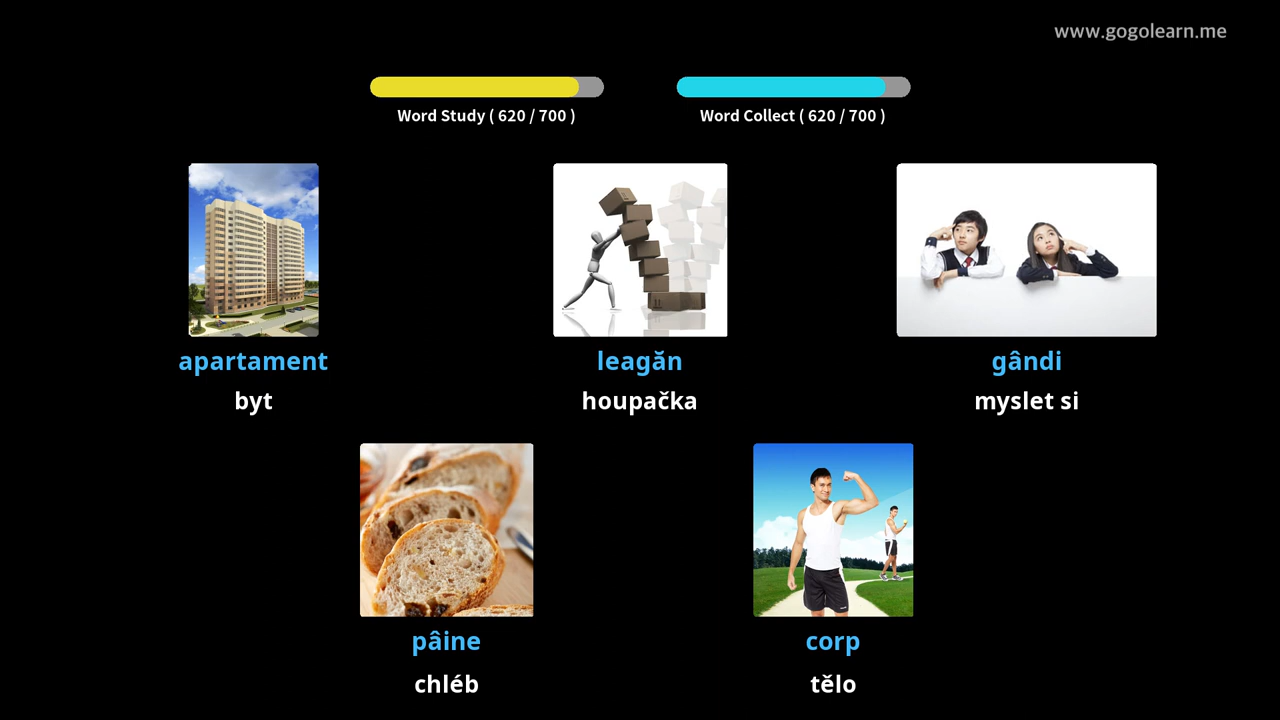 www.gogolearn.me
Word Study ( 620 / 700 )
Word Collect ( 620 / 700 )
apartament
byt
leagăn
houpačka
gândi
myslet si
pâine
chléb
corp
tělo